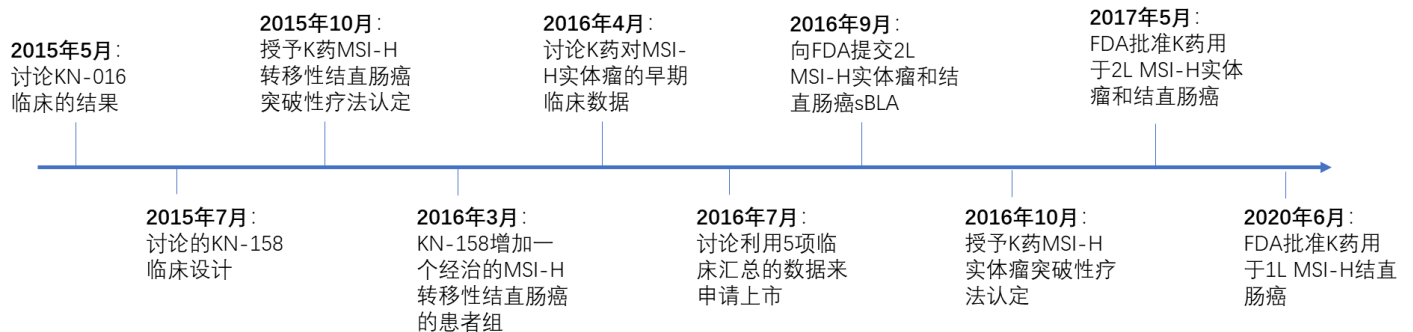 2015年5月：
讨论KN-016
临床的结果
2015年7月：
讨论的KN-158
临床设计
2015年10月：
授予K药MSI-H
转移性结直肠癌
突破性疗法认定
2016年3月：
KN-158增加一
个经治的MSI-H
转移性结直肠癌
的患者组
2016年4月：
讨论K药对MSI-
H实体瘤的早期
临床数据
2016年7月：
讨论利用5项临
床汇总的数据来
申请上市
2016年9月：
向FDA提交2L
MSI-H实体瘤和结
直肠癌sBLA
2016年10月：
授予K药MSI-H
实体瘤突破性疗
法认定
2017年5月：
FDA批准K药用
于2L MSI-H实体
瘤和结直肠癌
2020年6月：
FDA批准K药用
于1L MSI-H结直
肠癌